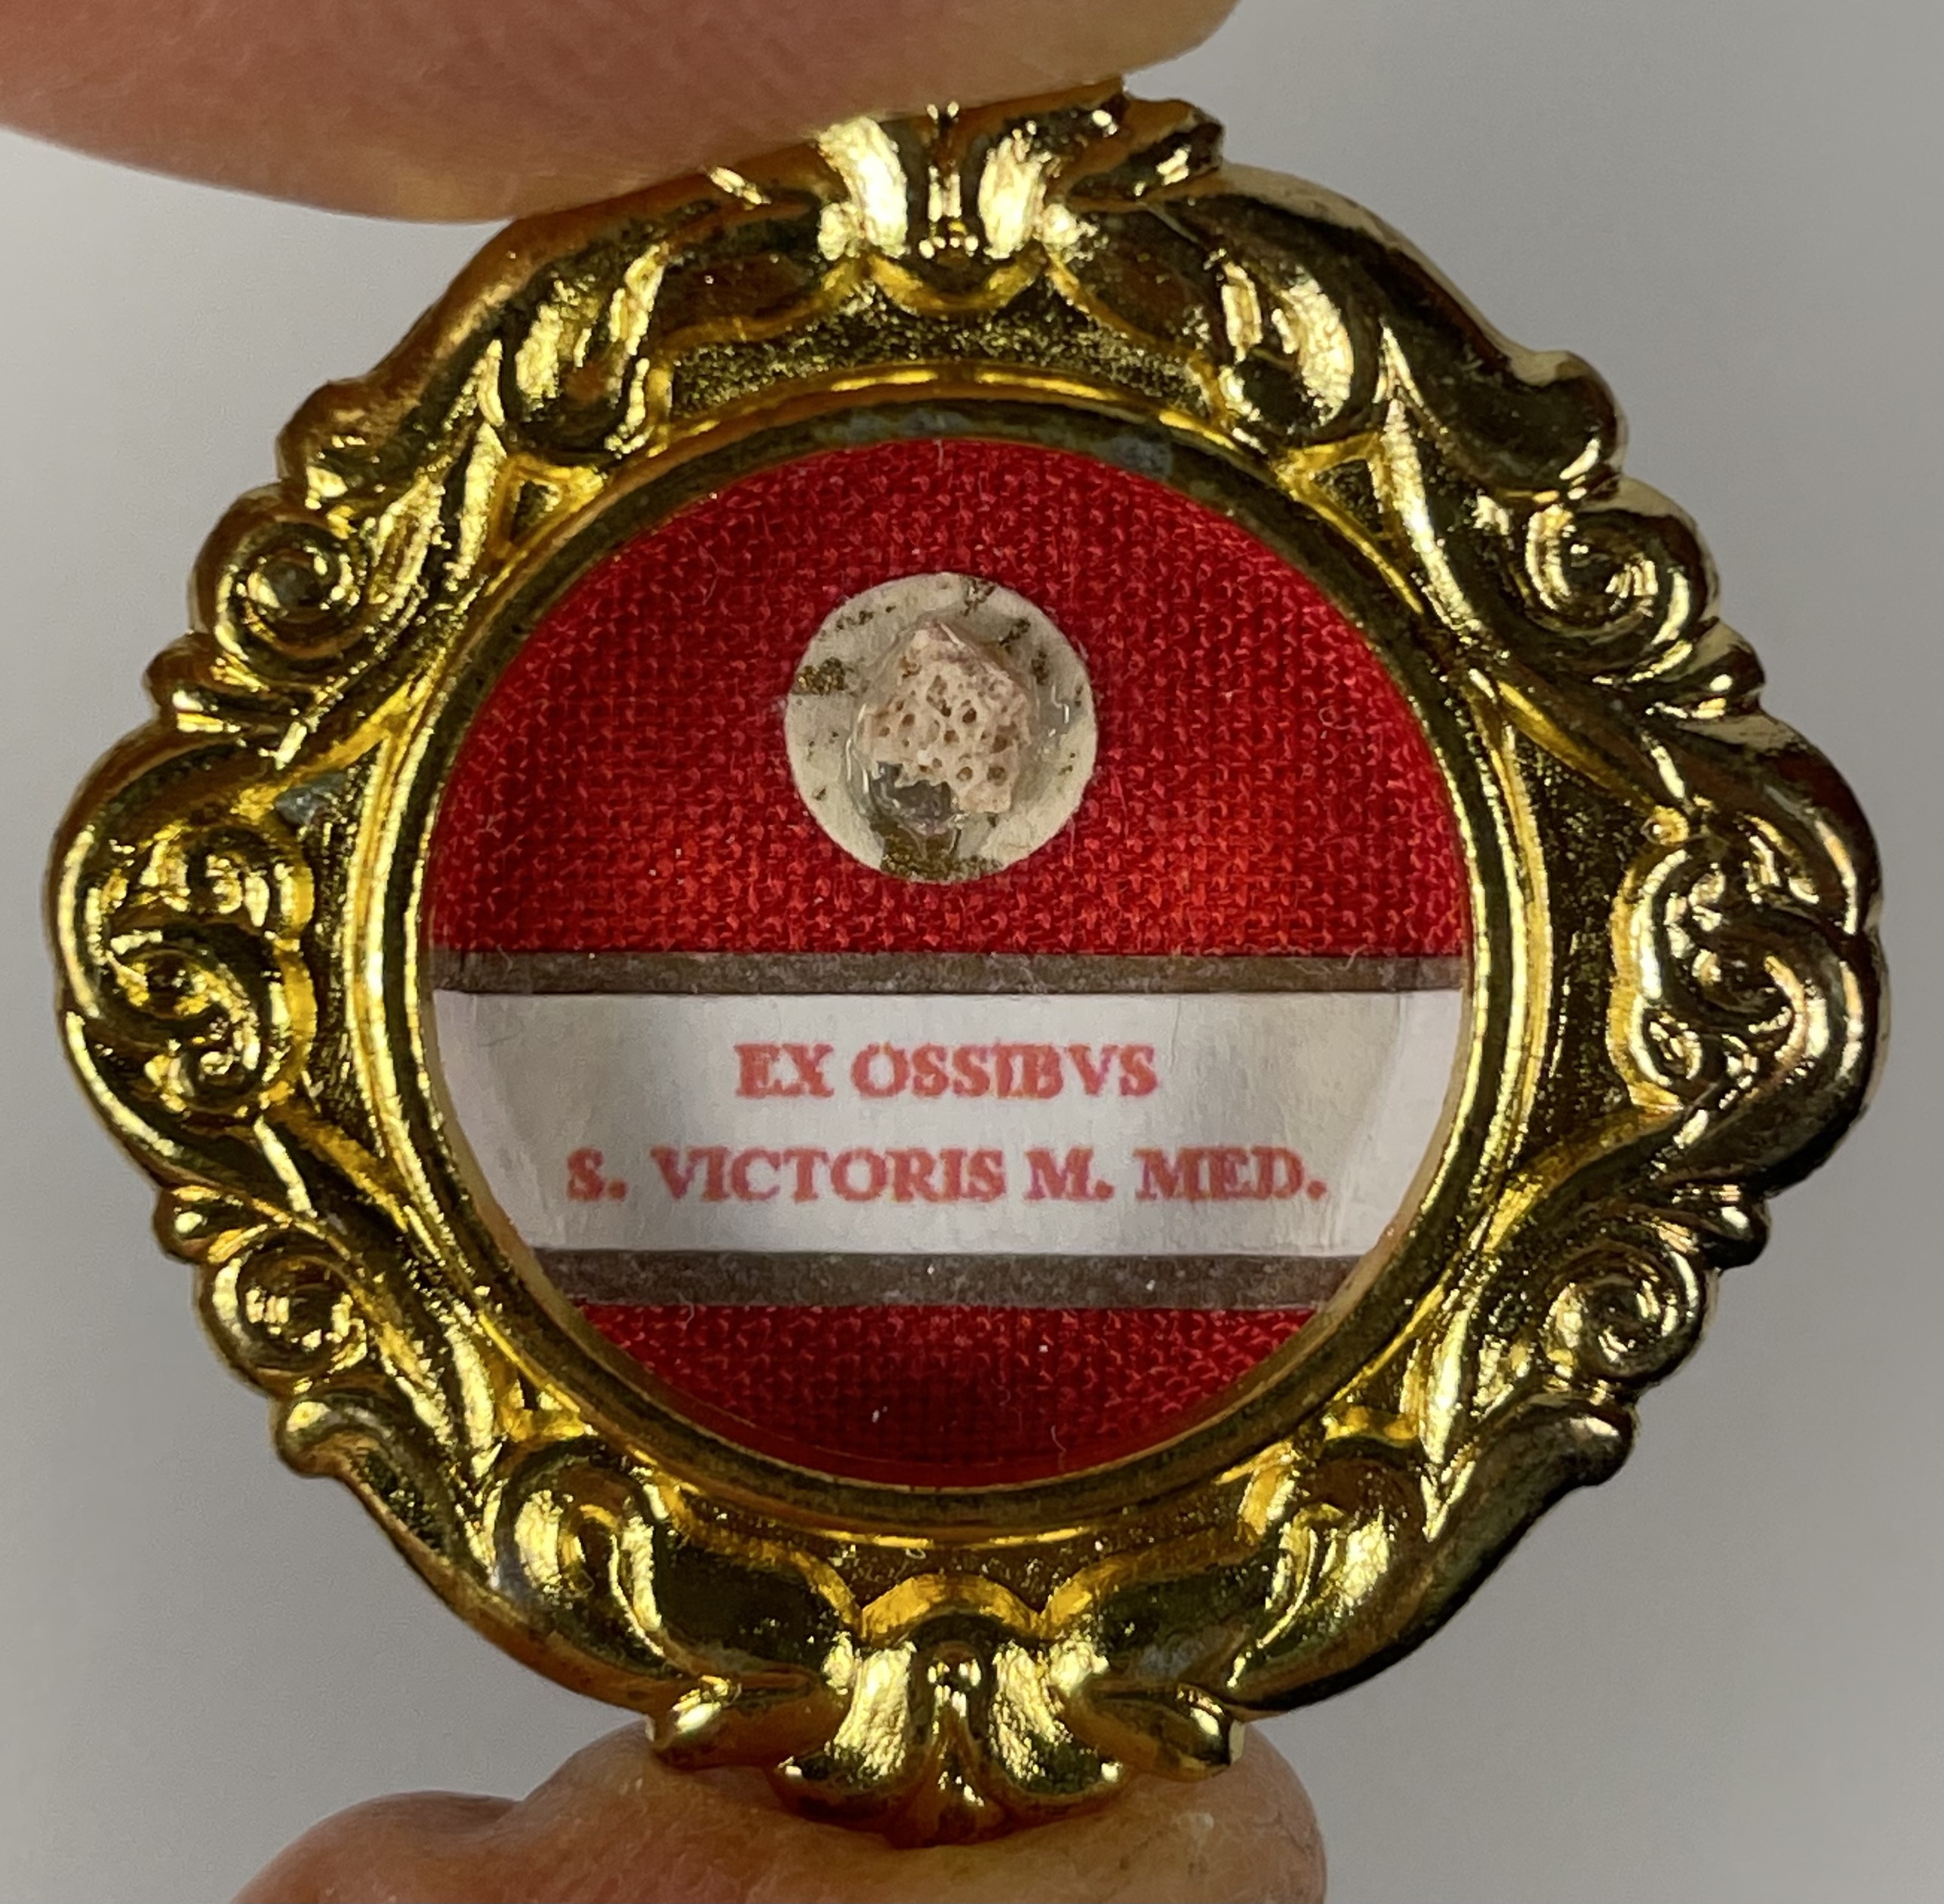 EX OSSIBVS
S. VICTORIS M. MED.